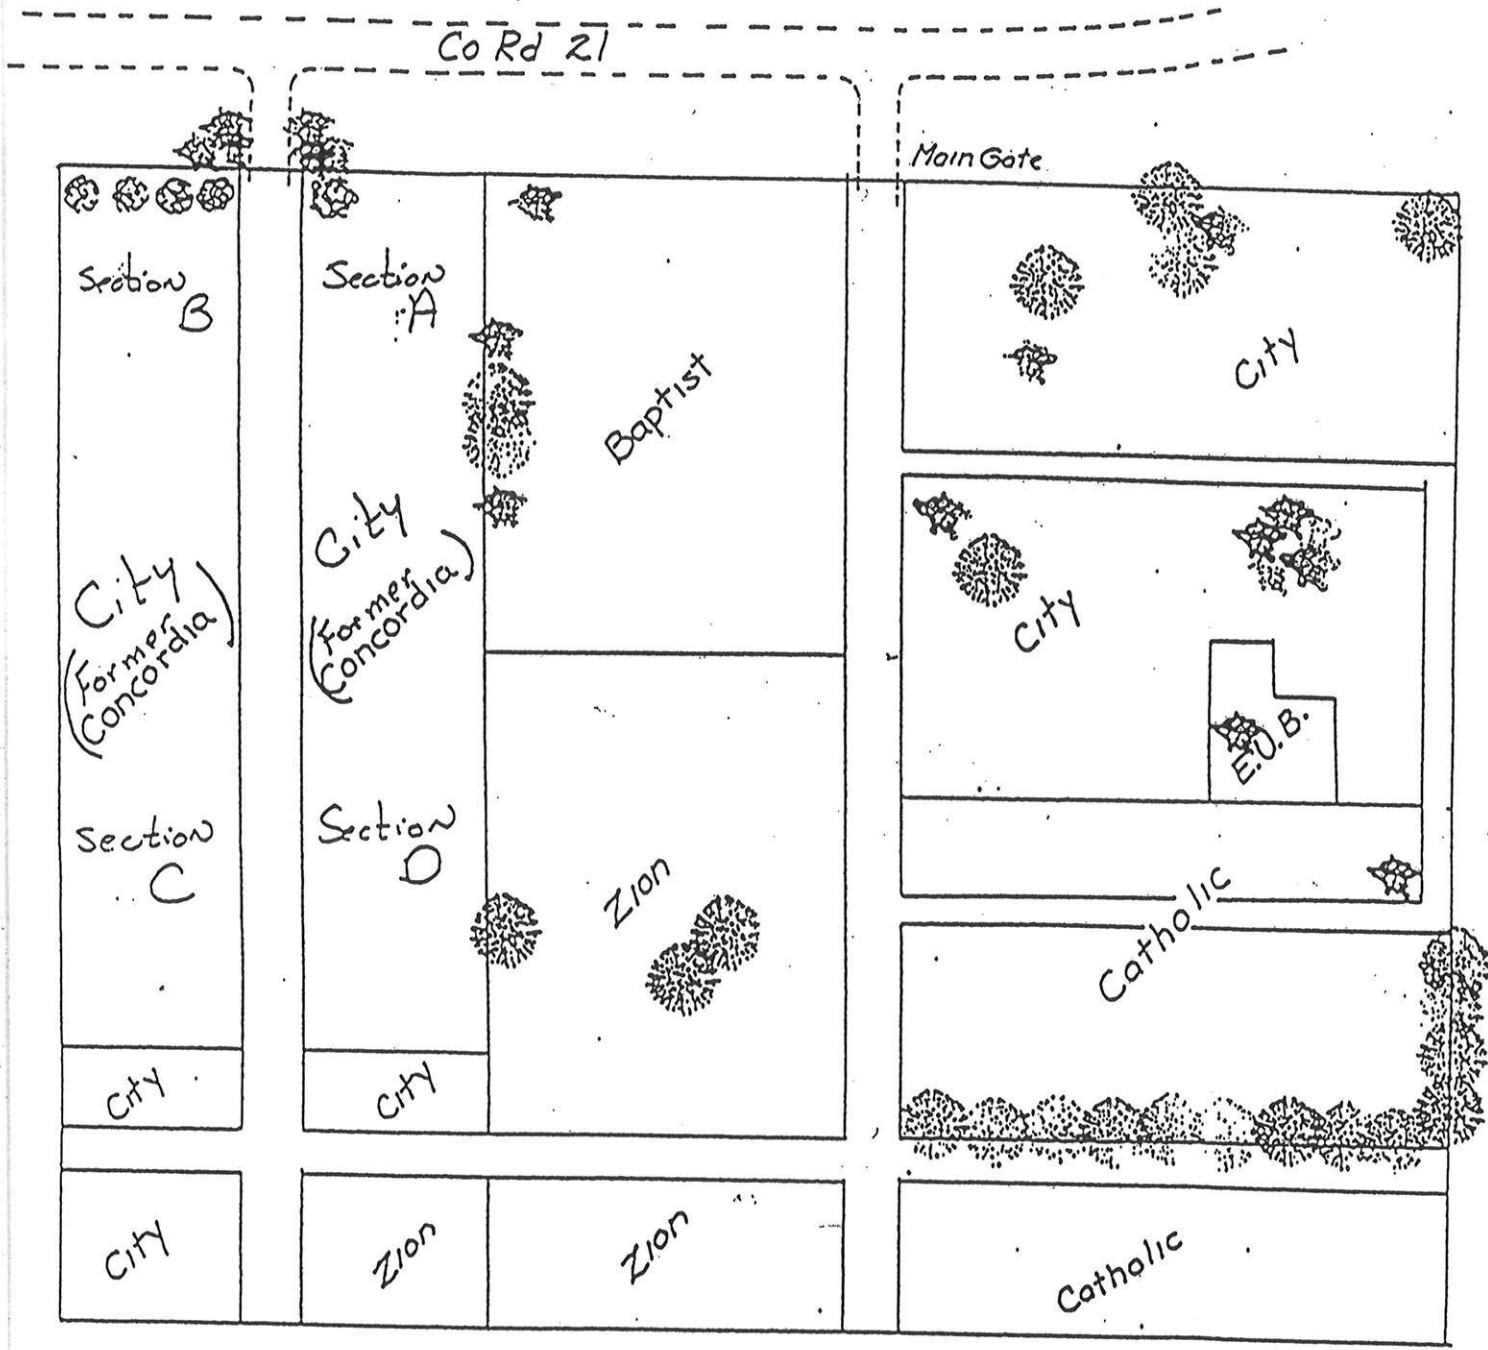 Co Rd 21
Main Gate
Section
B
Section
A
Baptist
City
City
(Former
Concordia)
City
(Former
Concordia)
City
E.U.B.
Section
C
Section
D
Zion
Catholic
City
City
City
Zion
Zion
Catholic